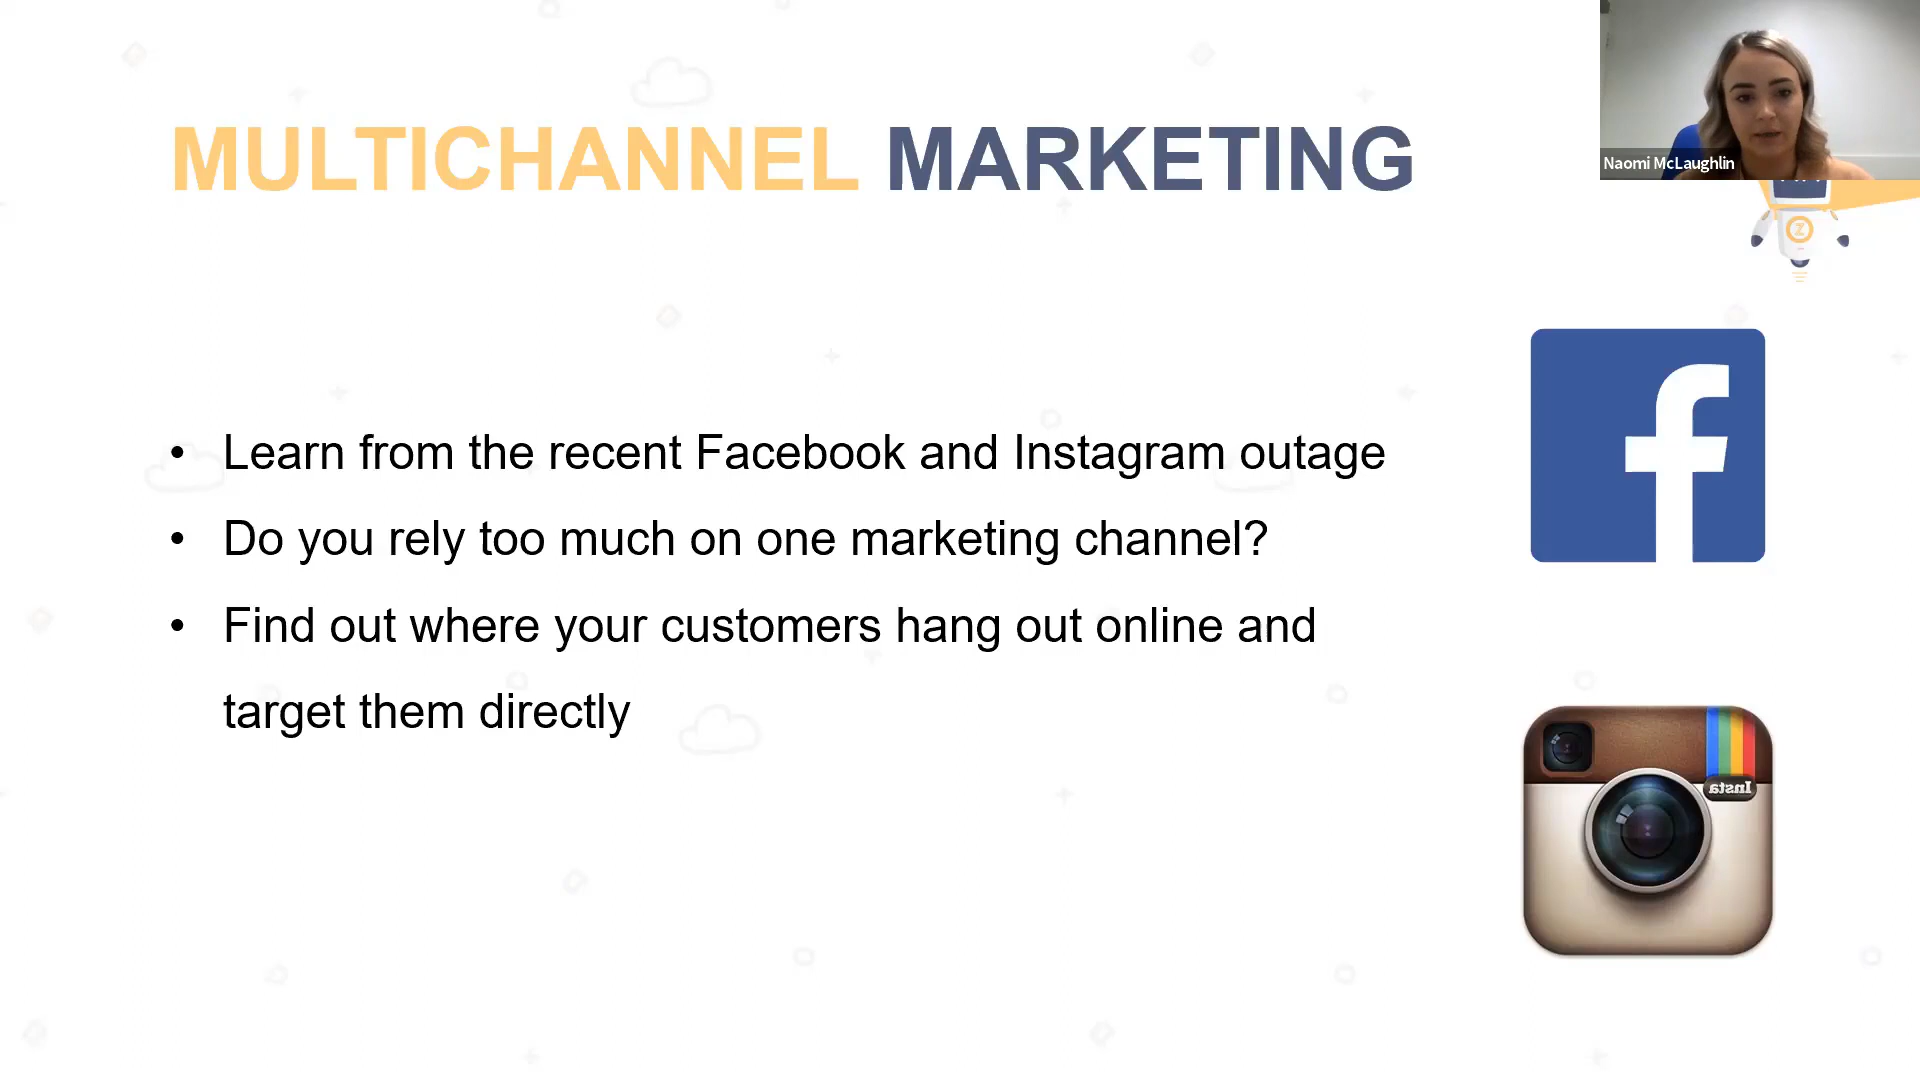 MULTICHANNEL MARKETING
Naomi McLaughlin
Z
• Learn from the recent Facebook and Instagram outage
• Do you rely too much on one marketing channel?
• Find out where your customers hang out online and
target them directly
f
Insta